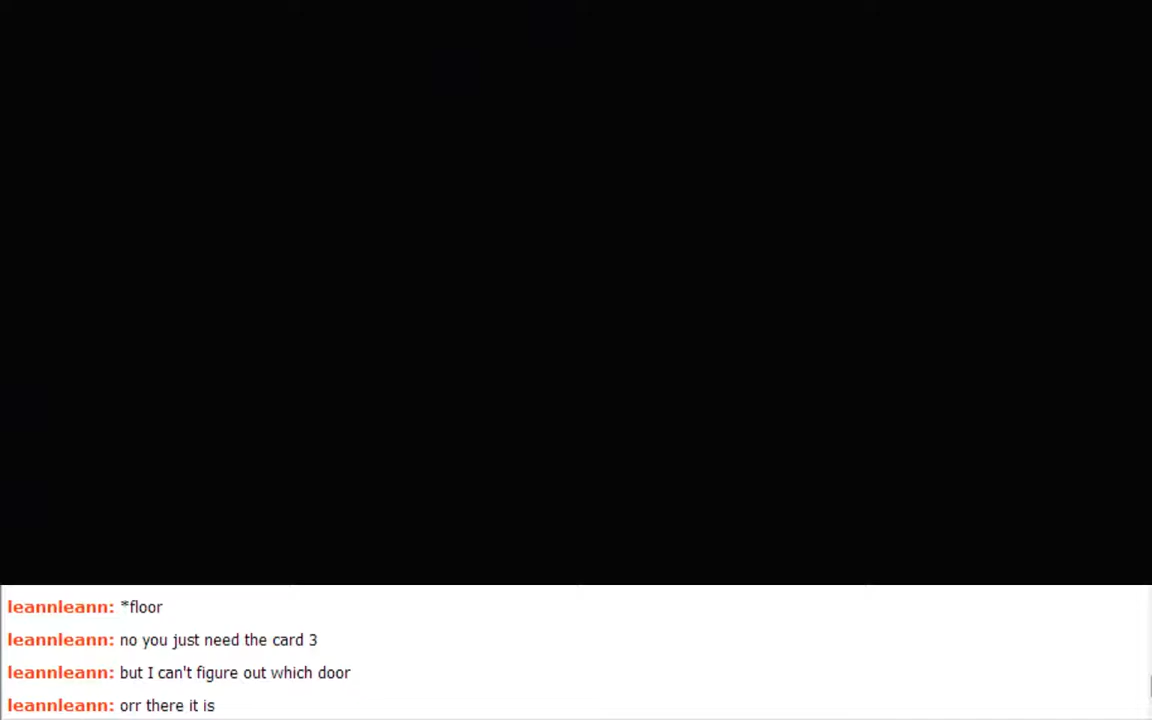 leannleann: *floor
leannleann: no you just need the card 3
leannleann: but I can't figure out which door
leannleann: orr there it is